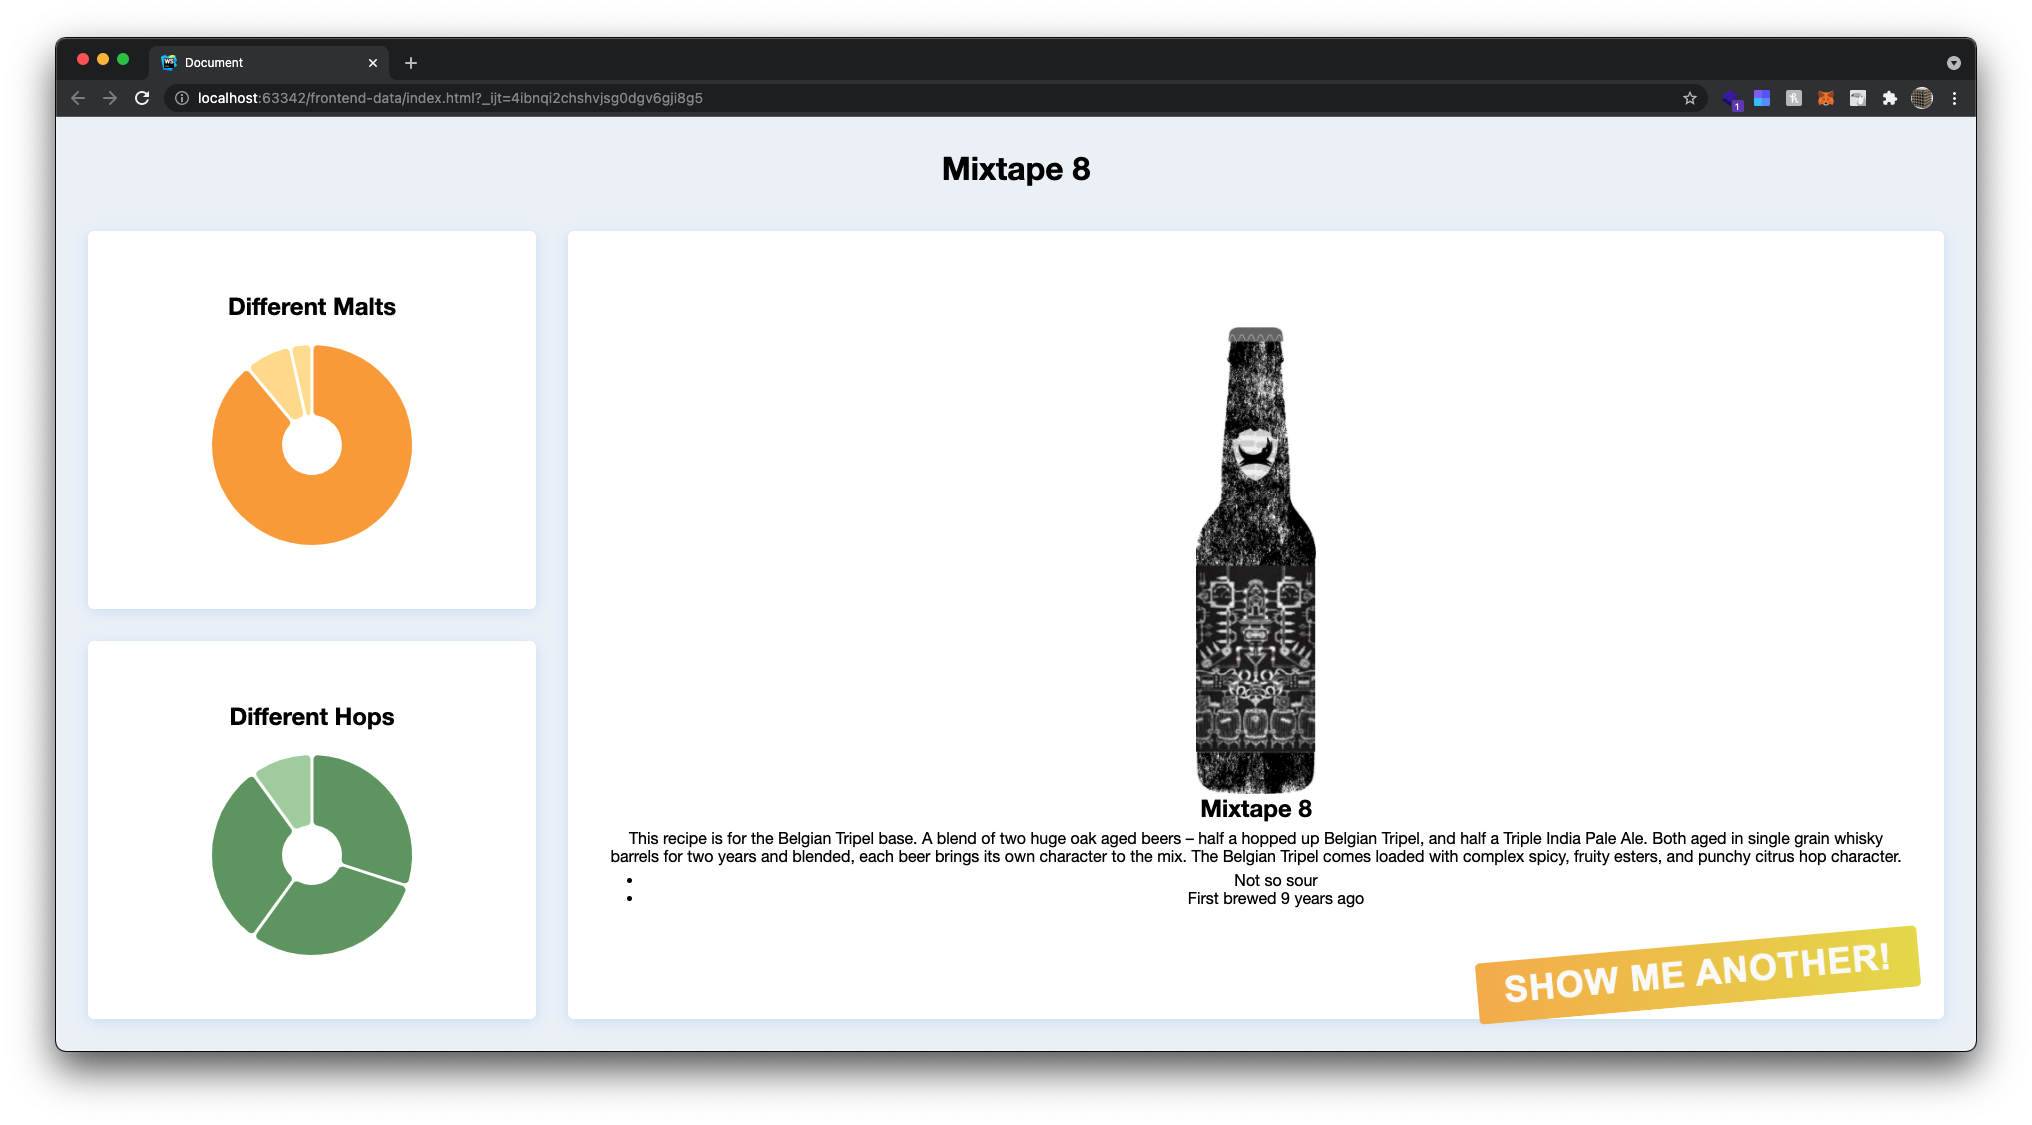 Document
localhost:63342/frontend-data/index.html?_ijt=4ibnqi2chshvjsg0dgv6gji8g5
1
Mixtape 8
Different Malts
Different Hops
Mixtape 8
This recipe is for the Belgian Tripel base. A blend of two huge oak aged beers – half a hopped up Belgian Tripel, and half a Triple India Pale Ale. Both aged in single grain whisky
barrels for two years and blended, each beer brings its own character to the mix. The Belgian Tripel comes loaded with complex spicy, fruity esters, and punchy citrus hop character.
Not so sour
First brewed 9 years ago
SHOW ME ANOTHER!